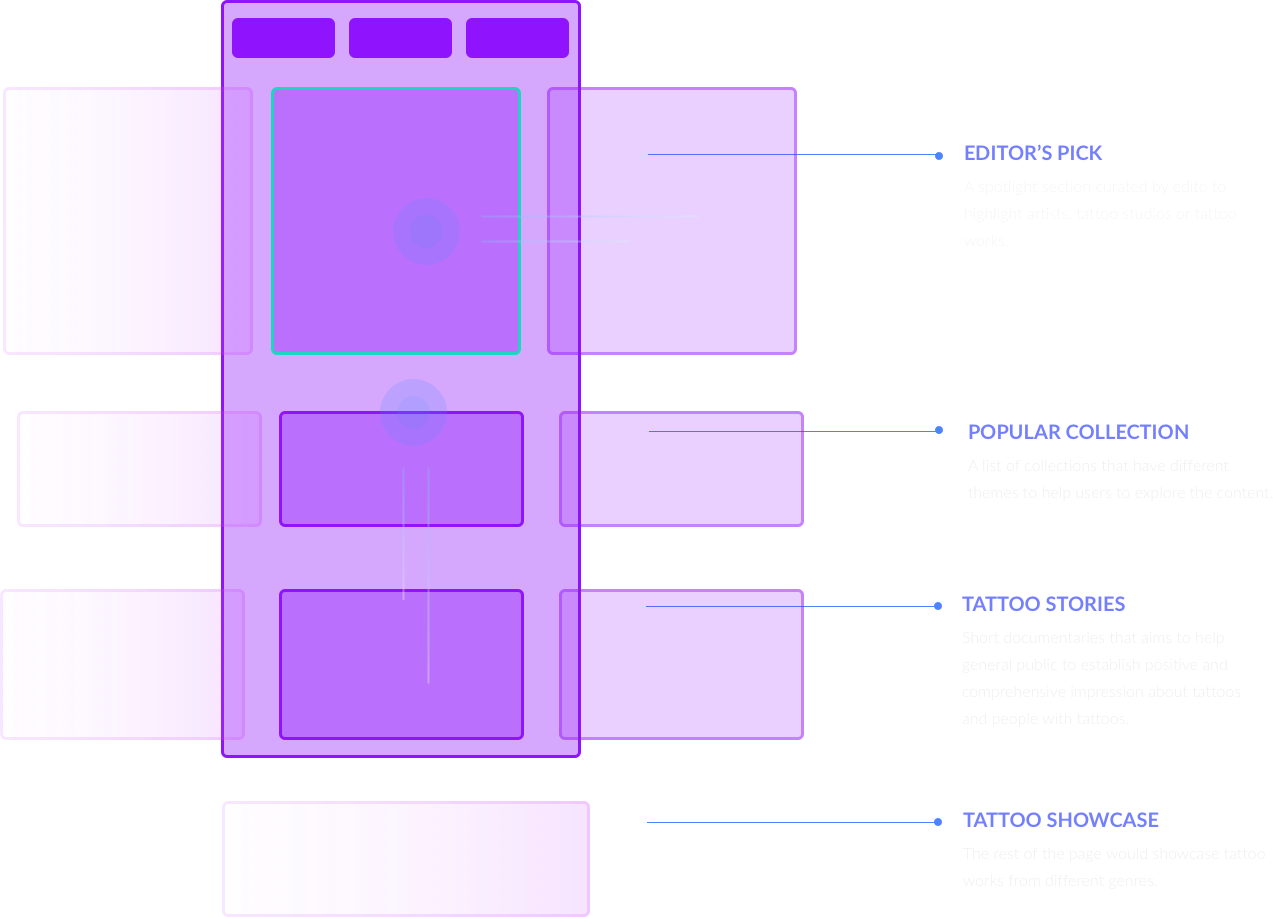 EDITOR’S PICK
A spotlight section curated by edito to
highlight artists, tattoo studios or tattoo
works.
POPULAR COLLECTION
A list of collections that have different
themes to help users to explore the content.
TATTOO STORIES
Short documentaries that aims to help
general public to establish positive and
comprehensive impression about tattoos
and people with tattoos.
TATTOO SHOWCASE
The rest of the page would showcase tattoo
works from different genres.